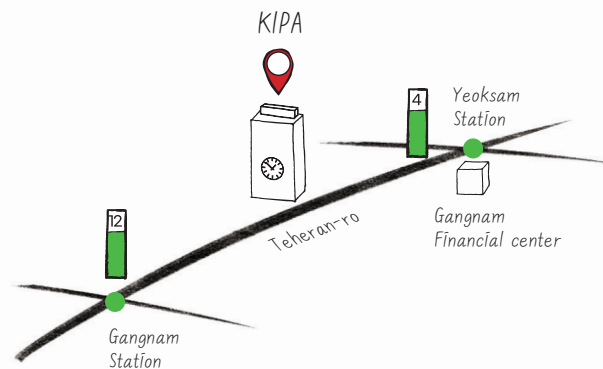 KIPA
4
Yeoksam
Station
12
Teheran-ro
Gangnam
Financial center
Gangnam
Station